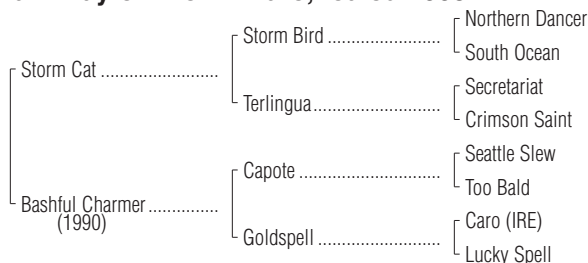 Northern Dancer
Storm Bird ........................
South Ocean
Storm Cat ........................
Secretariat
Terlingua..........................
Crimson Saint
Seattle Slew
Capote ..............................
Too Bald
Bashful Charmer ...............
(1990)
Caro (IRE)
Goldspell ..........................
Lucky Spell